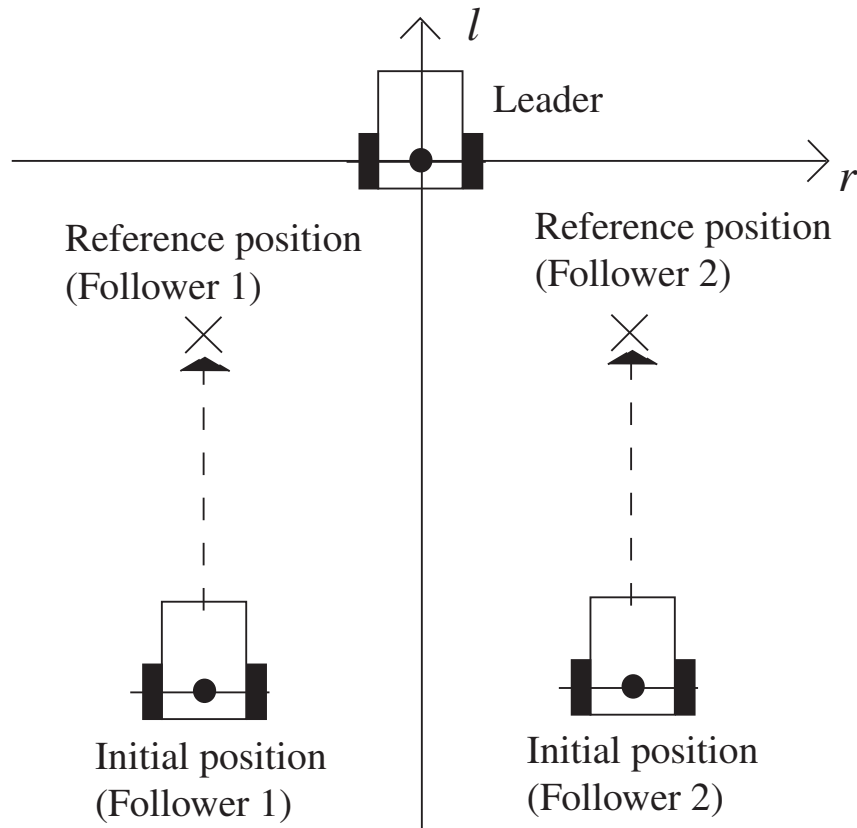 l
Leader
r
Reference position
(Follower 1)
Reference position
(Follower 2)
Initial position
(Follower 1)
Initial position
(Follower 2)